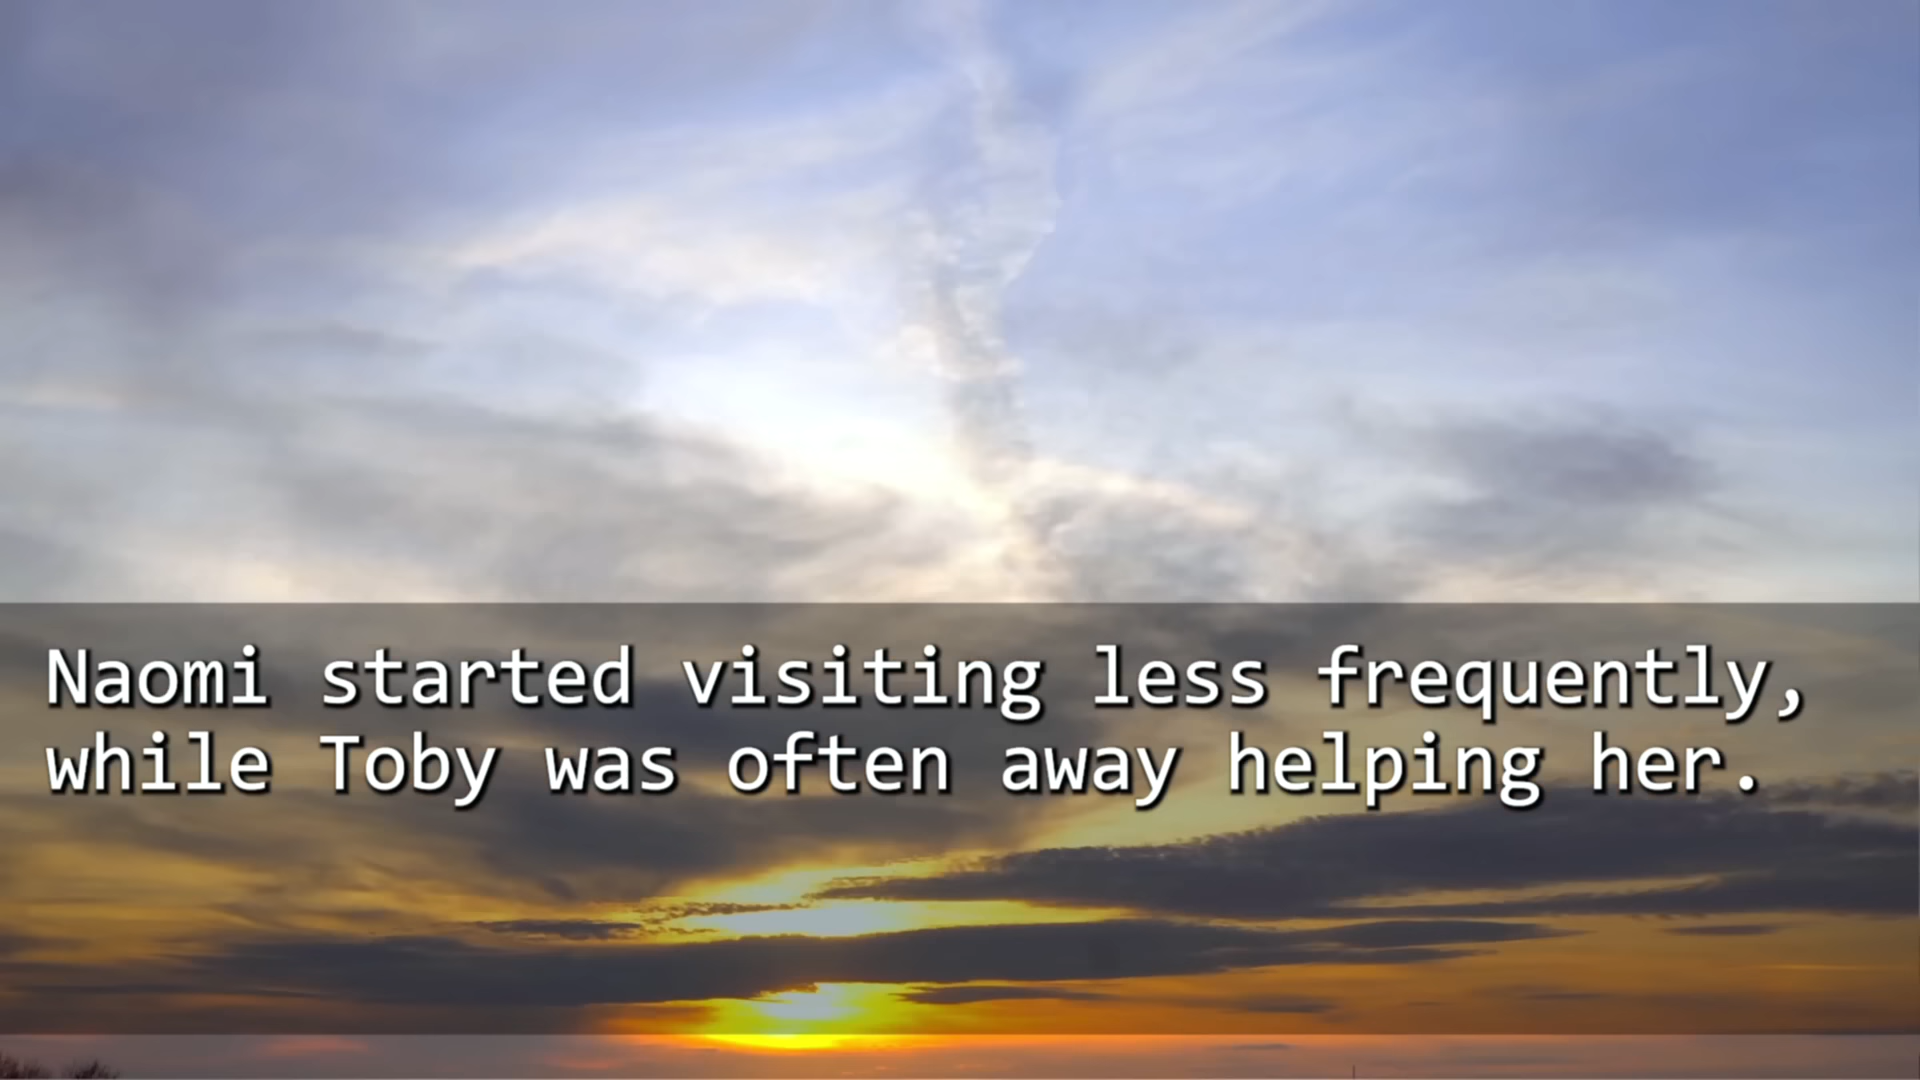 Naomi started visiting less frequently,
while Toby was often away helping her.